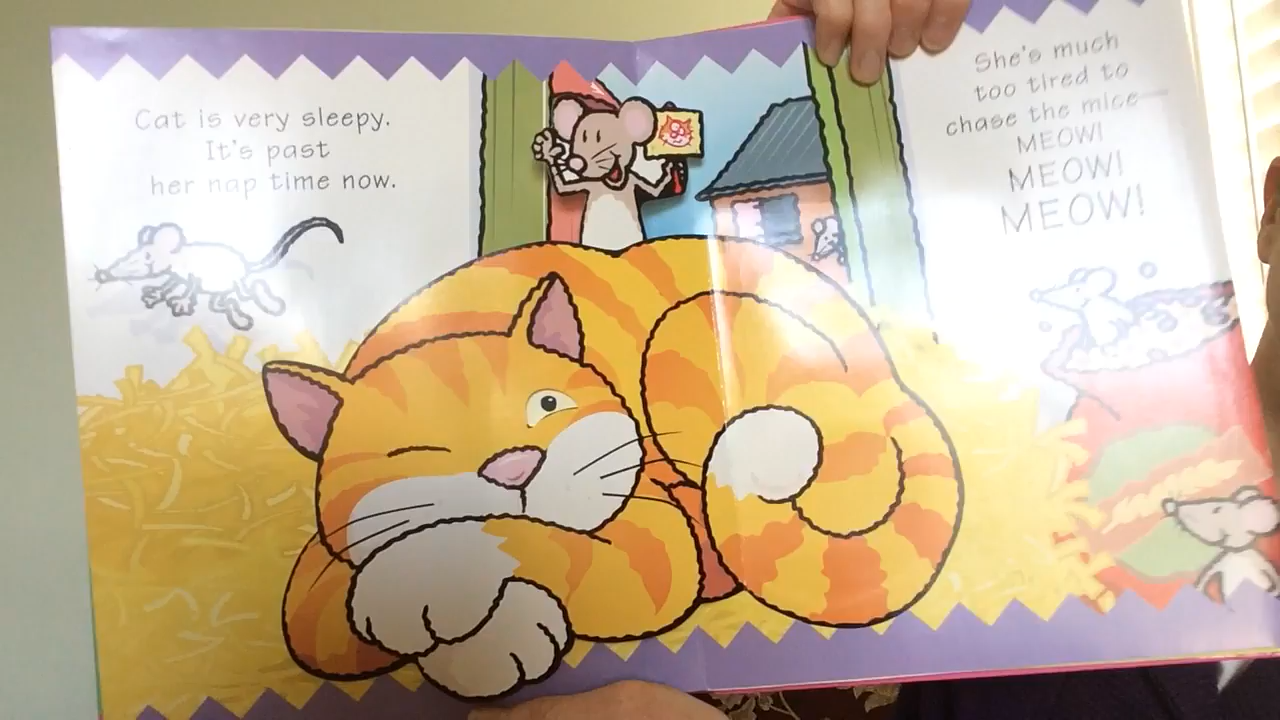 Cat is very sleepy.
It's past
her nap time now.
She's much
too tired to
chase the mice—
MEOW!
MEOW!
MEOW!